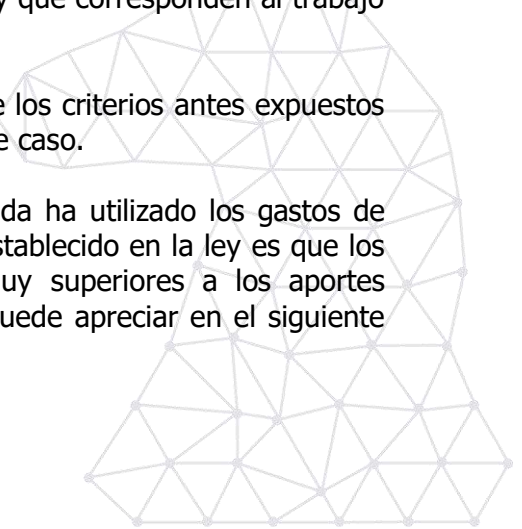 y que corresponden al trabajo
los criterios antes expuestos
caso.
da ha utilizado los gastos de
establecido en la ley es que los
uy superiores a los aportes
uede apreciar en el siguiente